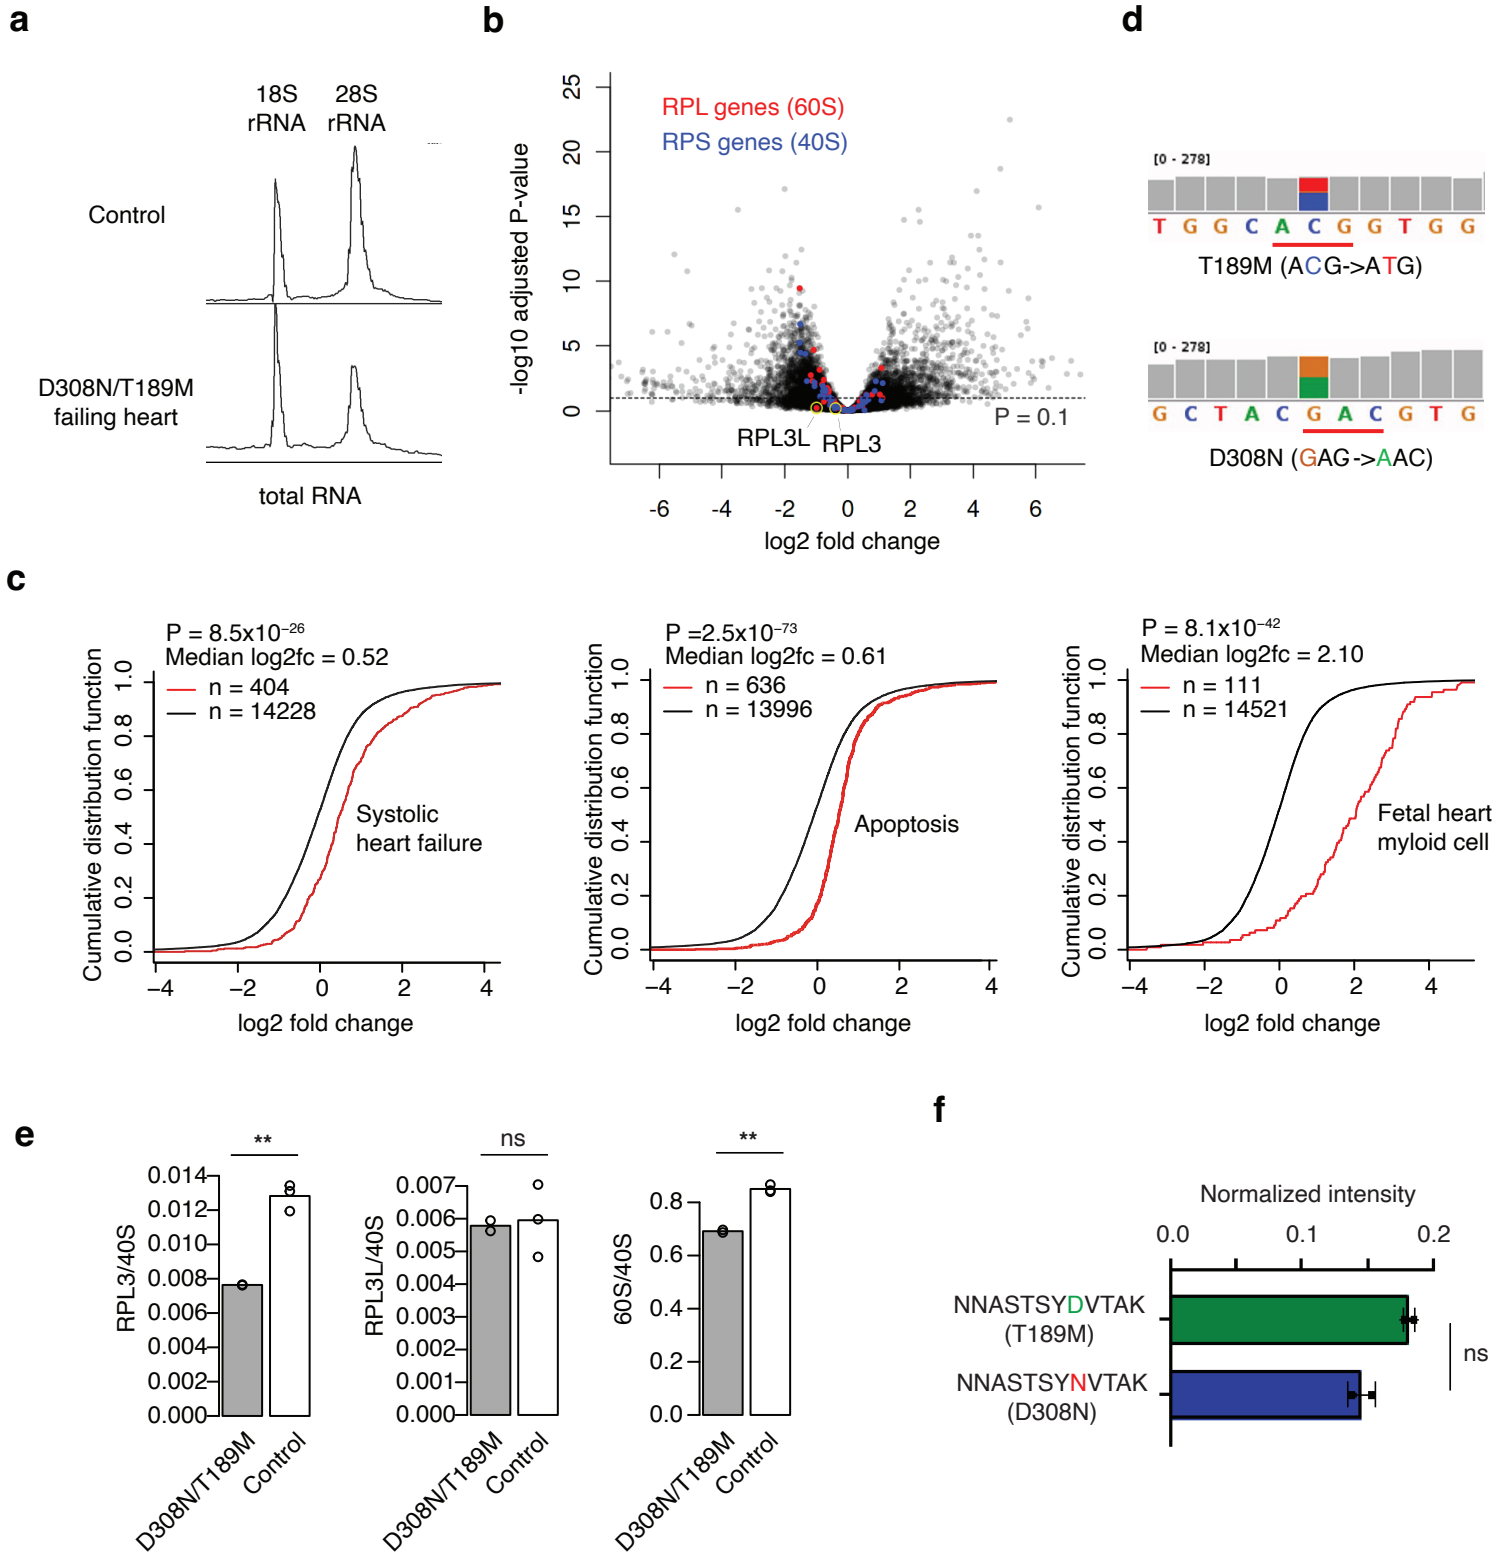 a
18S
rRNA
28S
rRNA
Control
D308N/T189M
failing heart
total RNA
b
-log10 adjusted P-value
25
20
15
10
5
0
RPL genes (60S)
RPS genes (40S)
RPL3L
RPL3
P = 0.1
-6 -4 -2 0 2 4 6
log2 fold change
d
[0 - 278]
T G G C A C G G T G G
T189M (ACG->ATG)
[0 - 278]
G C T A C G A C G T G
D308N (GAG->AAC)
c
P = 8.5x10⁻²⁶
Median log2fc = 0.52
n = 404
n = 14228
Cumulative distribution function
1.0
0.8
0.6
0.4
0.2
0.0
Systolic
heart failure
−4 −2 0 2 4
log2 fold change
P =2.5x10⁻⁷³
Median log2fc = 0.61
n = 636
n = 13996
Cumulative distribution function
1.0
0.8
0.6
0.4
0.2
0.0
Apoptosis
−4 −2 0 2 4
log2 fold change
P = 8.1x10⁻⁴²
Median log2fc = 2.10
n = 111
n = 14521
Cumulative distribution function
1.0
0.8
0.6
0.4
0.2
0.0
Fetal heart
myloid cell
−4 −2 0 2 4
log2 fold change
e
**
RPL3/40S
0.014
0.012
0.010
0.008
0.006
0.004
0.002
0.000
D308N/T189M
Control
ns
RPL3L/40S
0.007
0.006
0.005
0.004
0.003
0.002
0.001
0.000
D308N/T189M
Control
**
60S/40S
0.8
0.6
0.4
0.2
0.0
D308N/T189M
Control
f
Normalized intensity
0.0 0.1 0.2
NNASTSYDVTAK
(T189M)
NNASTSYNVTAK
(D308N)
ns